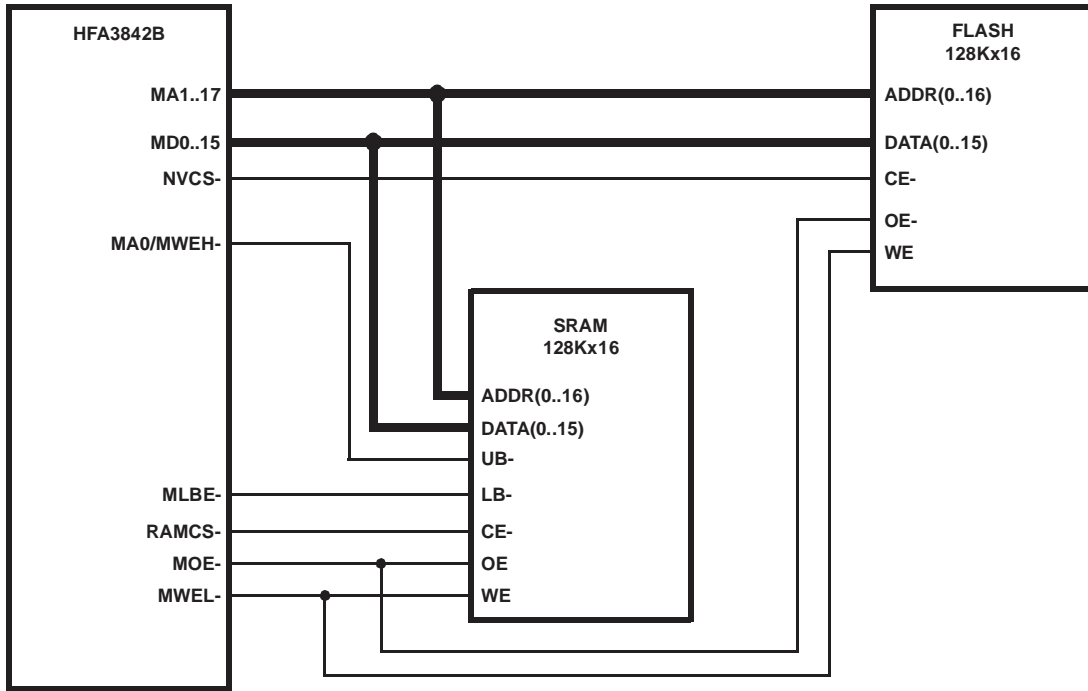 HFA3842B
MA1..17
MD0..15
NVCS-
MA0/MWEH-
MLBE-
RAMCS-
MOE-
MWEL-
SRAM
128Kx16
ADDR(0..16)
DATA(0..15)
UB-
LB-
CE-
OE
WE
FLASH
128Kx16
ADDR(0..16)
DATA(0..15)
CE-
OE-
WE